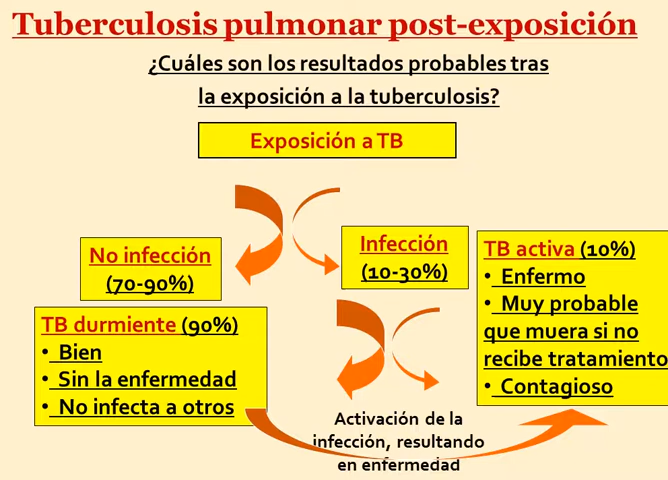 Tuberculosis pulmonar post-exposición
¿Cuáles son los resultados probables tras
la exposición a la tuberculosis?
Exposición a TB
No infección
(70-90%)
Infección
(10-30%)
TB activa (10%)
• Enfermo
• Muy probable
que muera si no
recibe tratamiento
• Contagioso
TB durmiente (90%)
• Bien
• Sin la enfermedad
• No infecta a otros
Activación de la
infección, resultando
en enfermedad